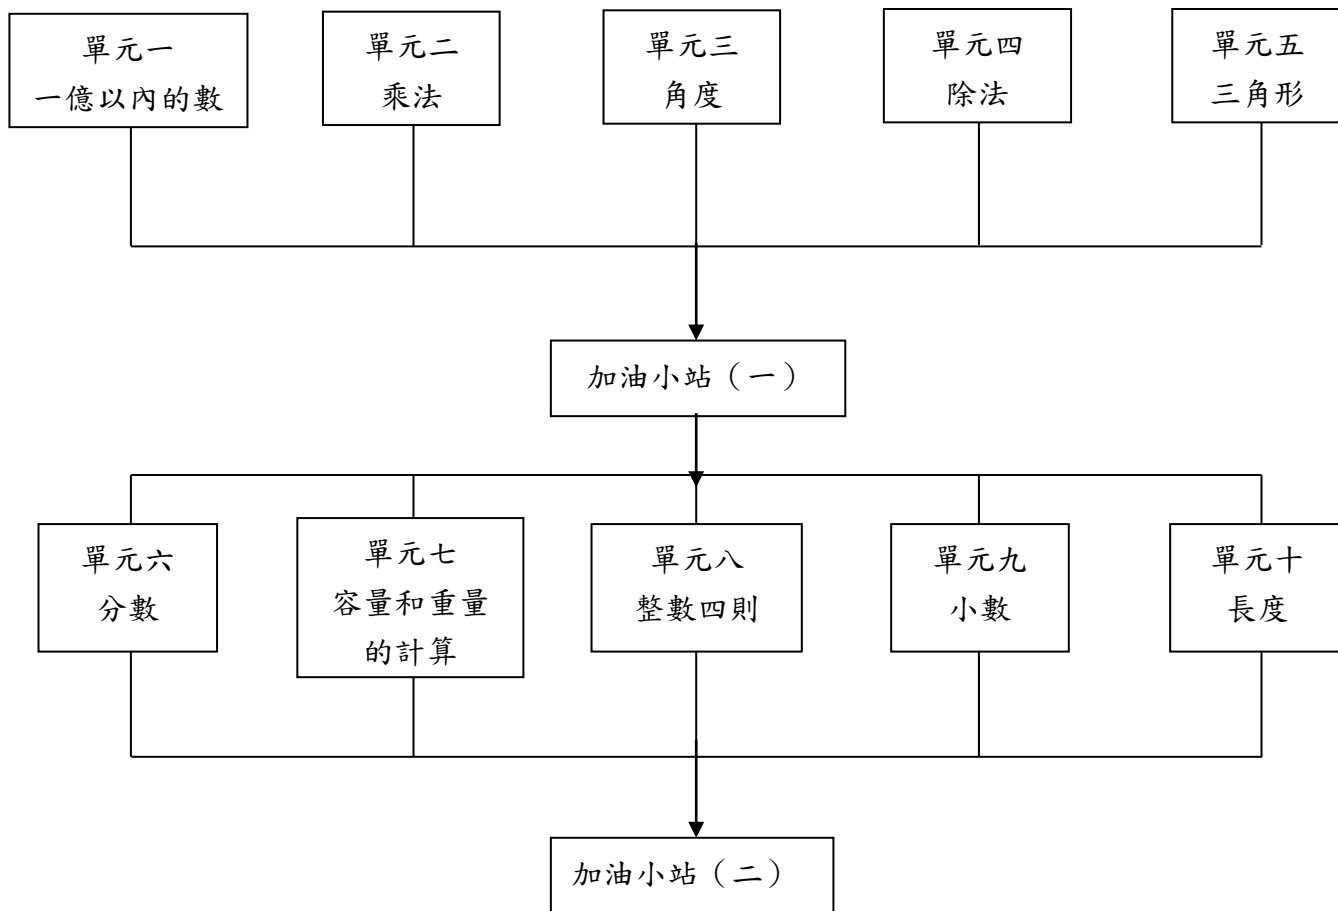 單元一
一億以內的數
單元二
乘法
單元三
角度
單元四
除法
單元五
三角形
加油小站（一）
單元六
分數
單元七
容量和重量
的計算
單元八
整數四則
單元九
小數
單元十
長度
加油小站（二）